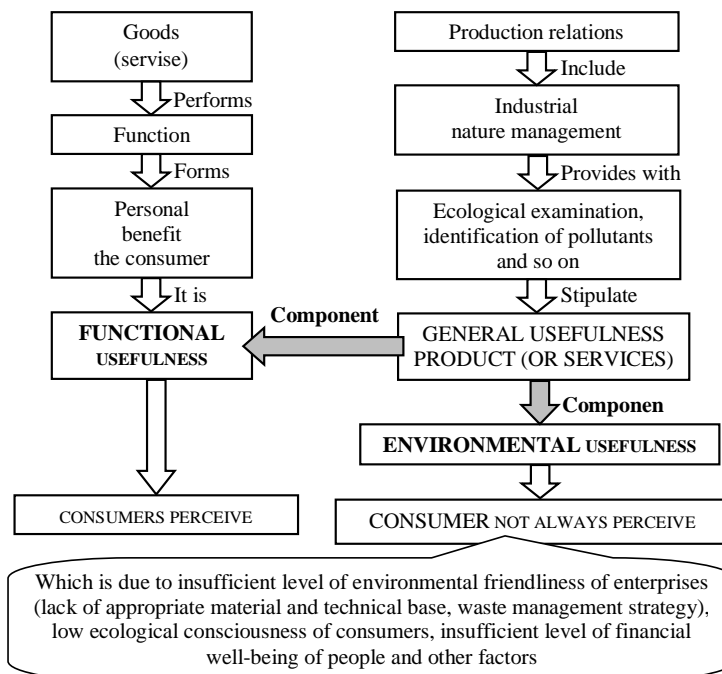 Goods
(servise)
Performs
Function
Forms
Personal
benefit
the consumer
It is
FUNCTIONAL
USEFULNESS
CONSUMERS PERCEIVE
Component
Production relations
Include
Industrial
nature management
Provides with
Ecological examination,
identification of pollutants
and so on
Stipulate
GENERAL USEFULNESS
PRODUCT (OR SERVICES)
Componen
ENVIRONMENTAL USEFULNESS
CONSUMER NOT ALWAYS PERCEIVE
Which is due to insufficient level of environmental friendliness of enterprises
(lack of appropriate material and technical base, waste management strategy),
low ecological consciousness of consumers, insufficient level of financial
well-being of people and other factors